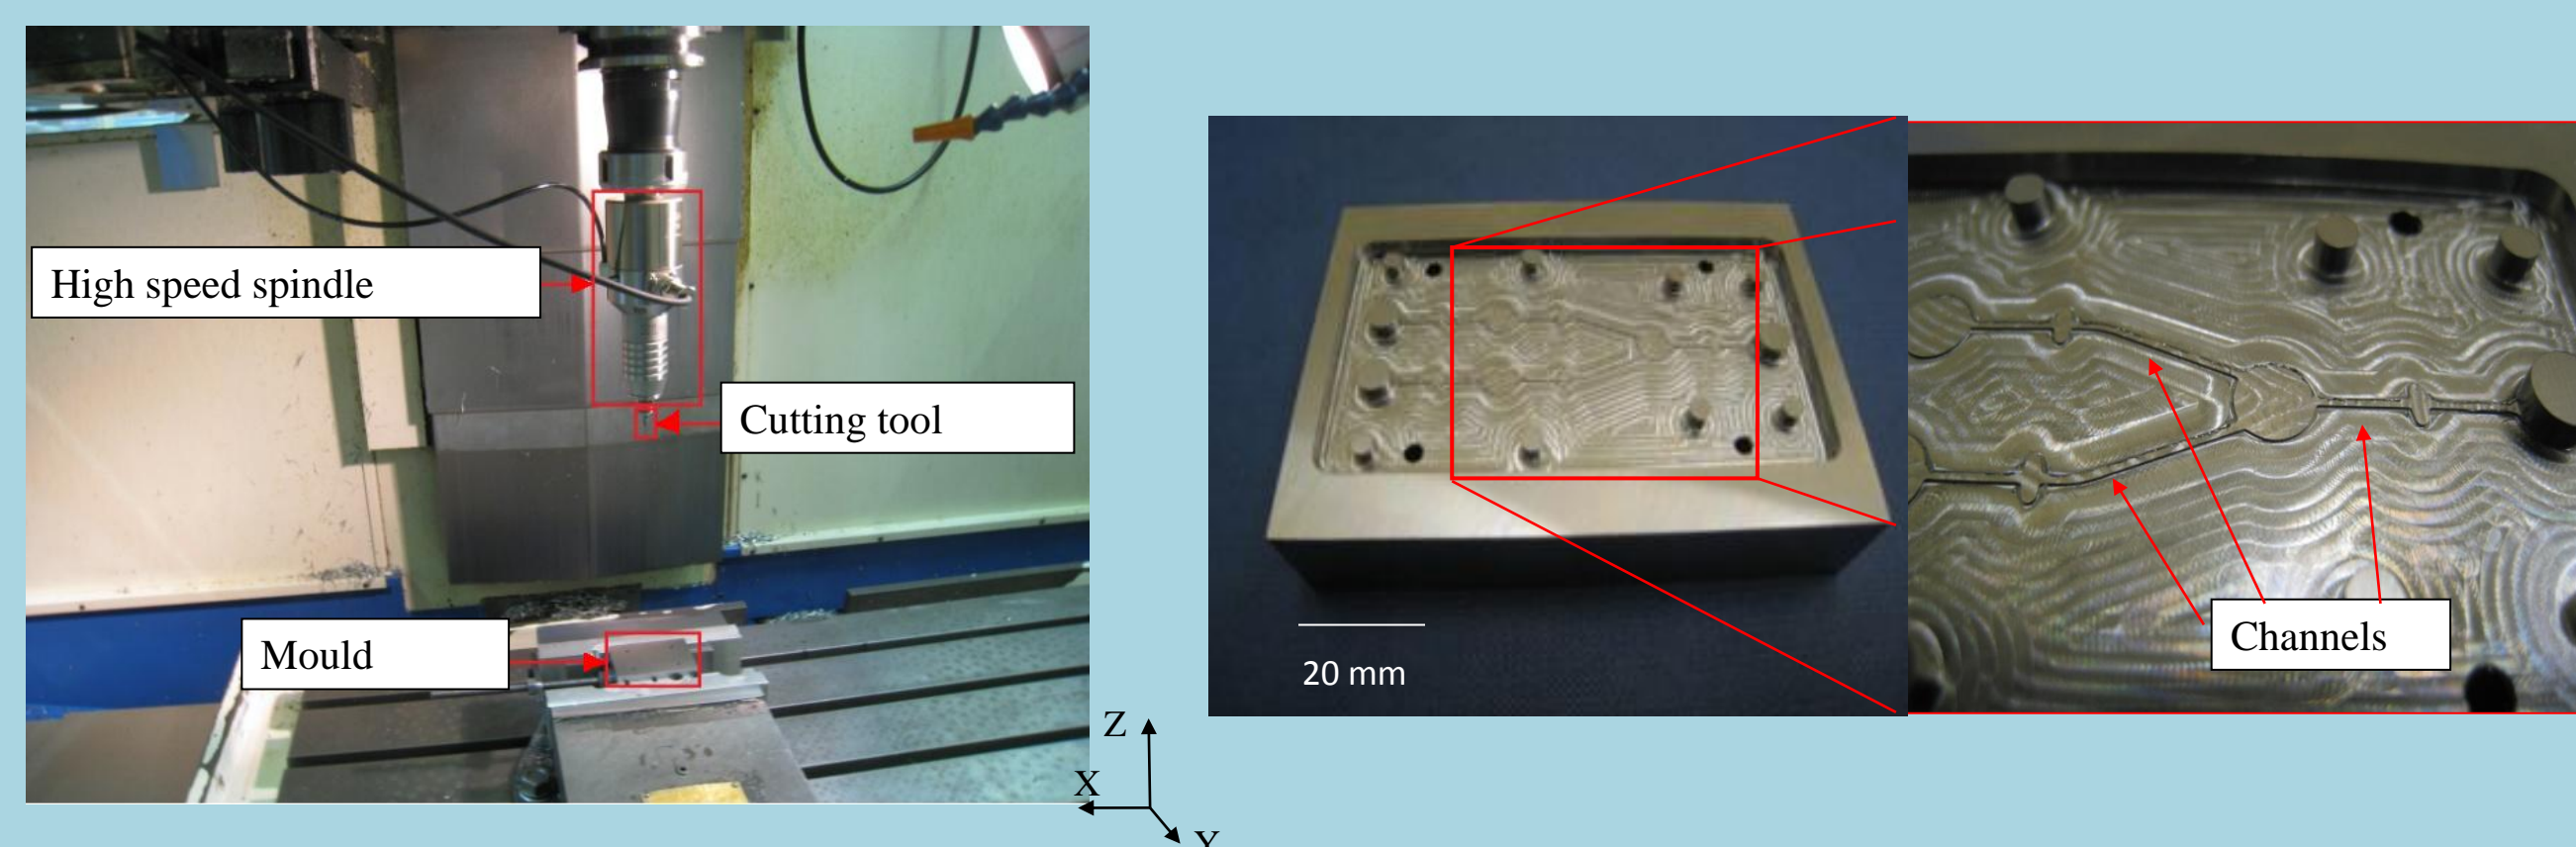 High speed spindle
Cutting tool
Mould
Z
X
Y
20 mm
Channels